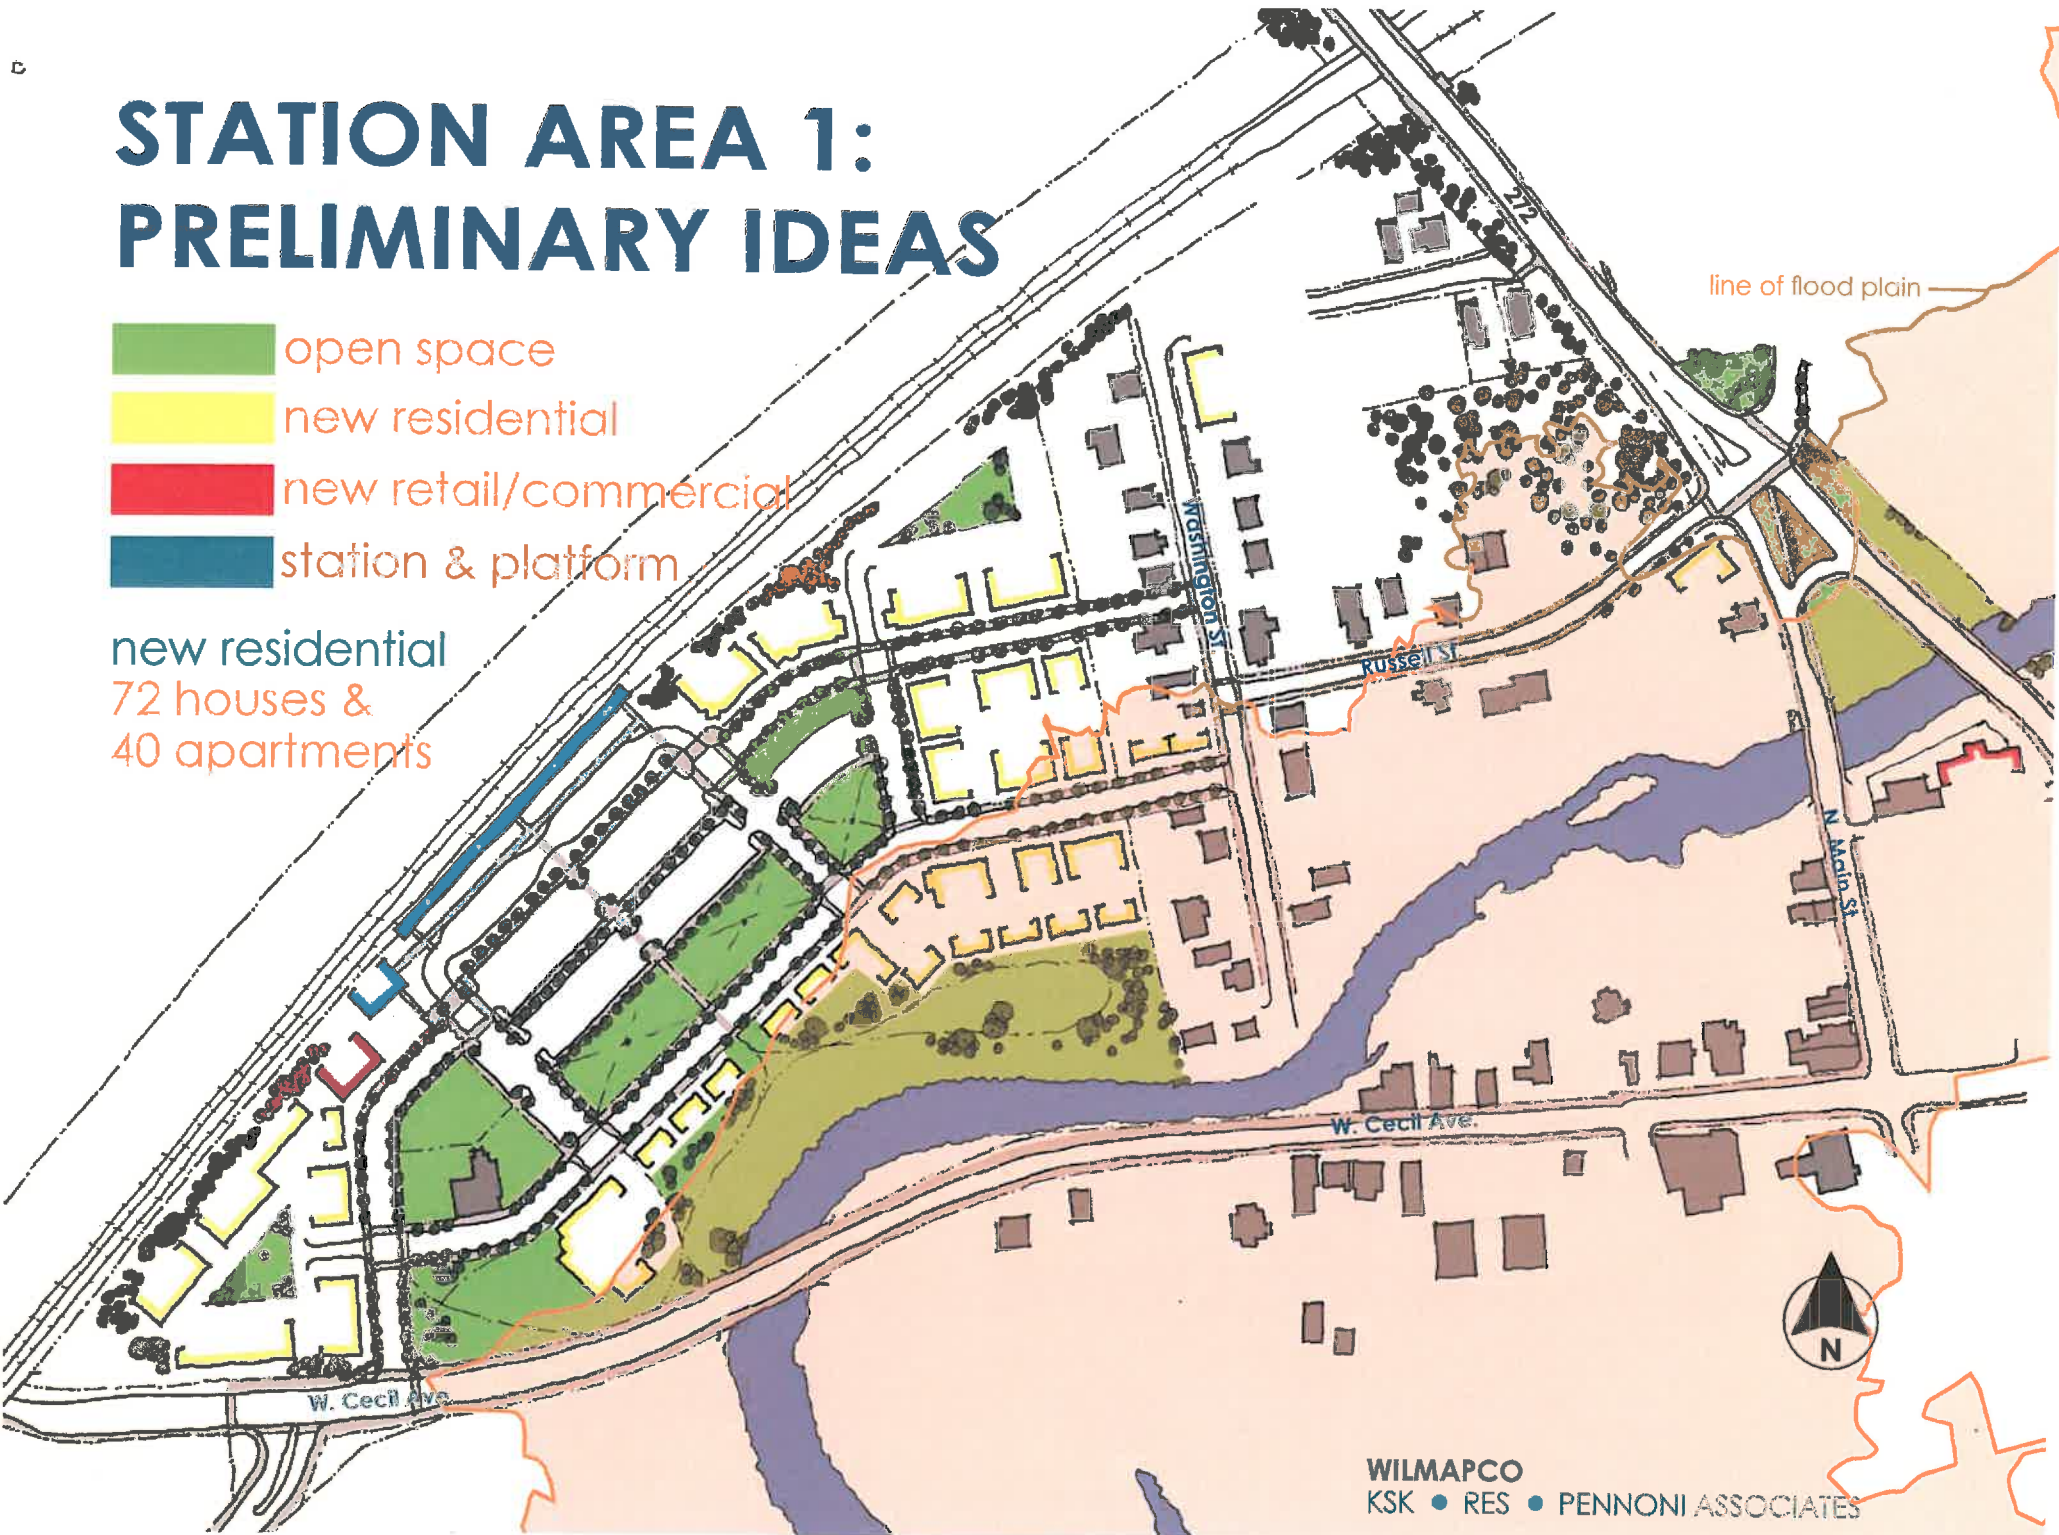 STATION AREA 1:
PRELIMINARY IDEAS
open space
new residential
new retail/commercial
station & platform
new residential
72 houses &
40 apartments
272
line of flood plain
Washington St.
Russell St
N. Main St
W. Cecil Ave.
W. Cecil Ave
N
WILMAPCO
KSK • RES • PENNONI ASSOCIATES